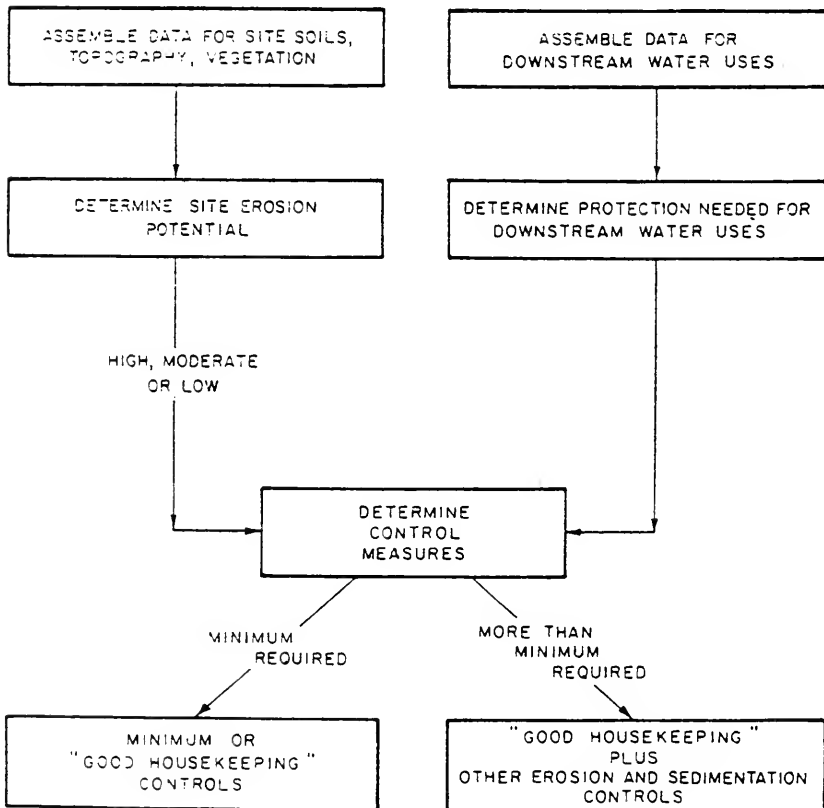 ASSEMBLE DATA FOR SITE SOILS,
TOPOGRAPHY, VEGETATION
ASSEMBLE DATA FOR
DOWNSTREAM WATER USES
DETERMINE SITE EROSION
POTENTIAL
DETERMINE PROTECTION NEEDED FOR
DOWNSTREAM WATER USES
HIGH, MODERATE
OR LOW
DETERMINE
CONTROL
MEASURES
MINIMUM
REQUIRED
MORE THAN
MINIMUM
REQUIRED
MINIMUM OR
"GOOD HOUSEKEEPING"
CONTROLS
"GOOD HOUSEKEEPING"
PLUS
OTHER EROSION AND SEDIMENTATION
CONTROLS